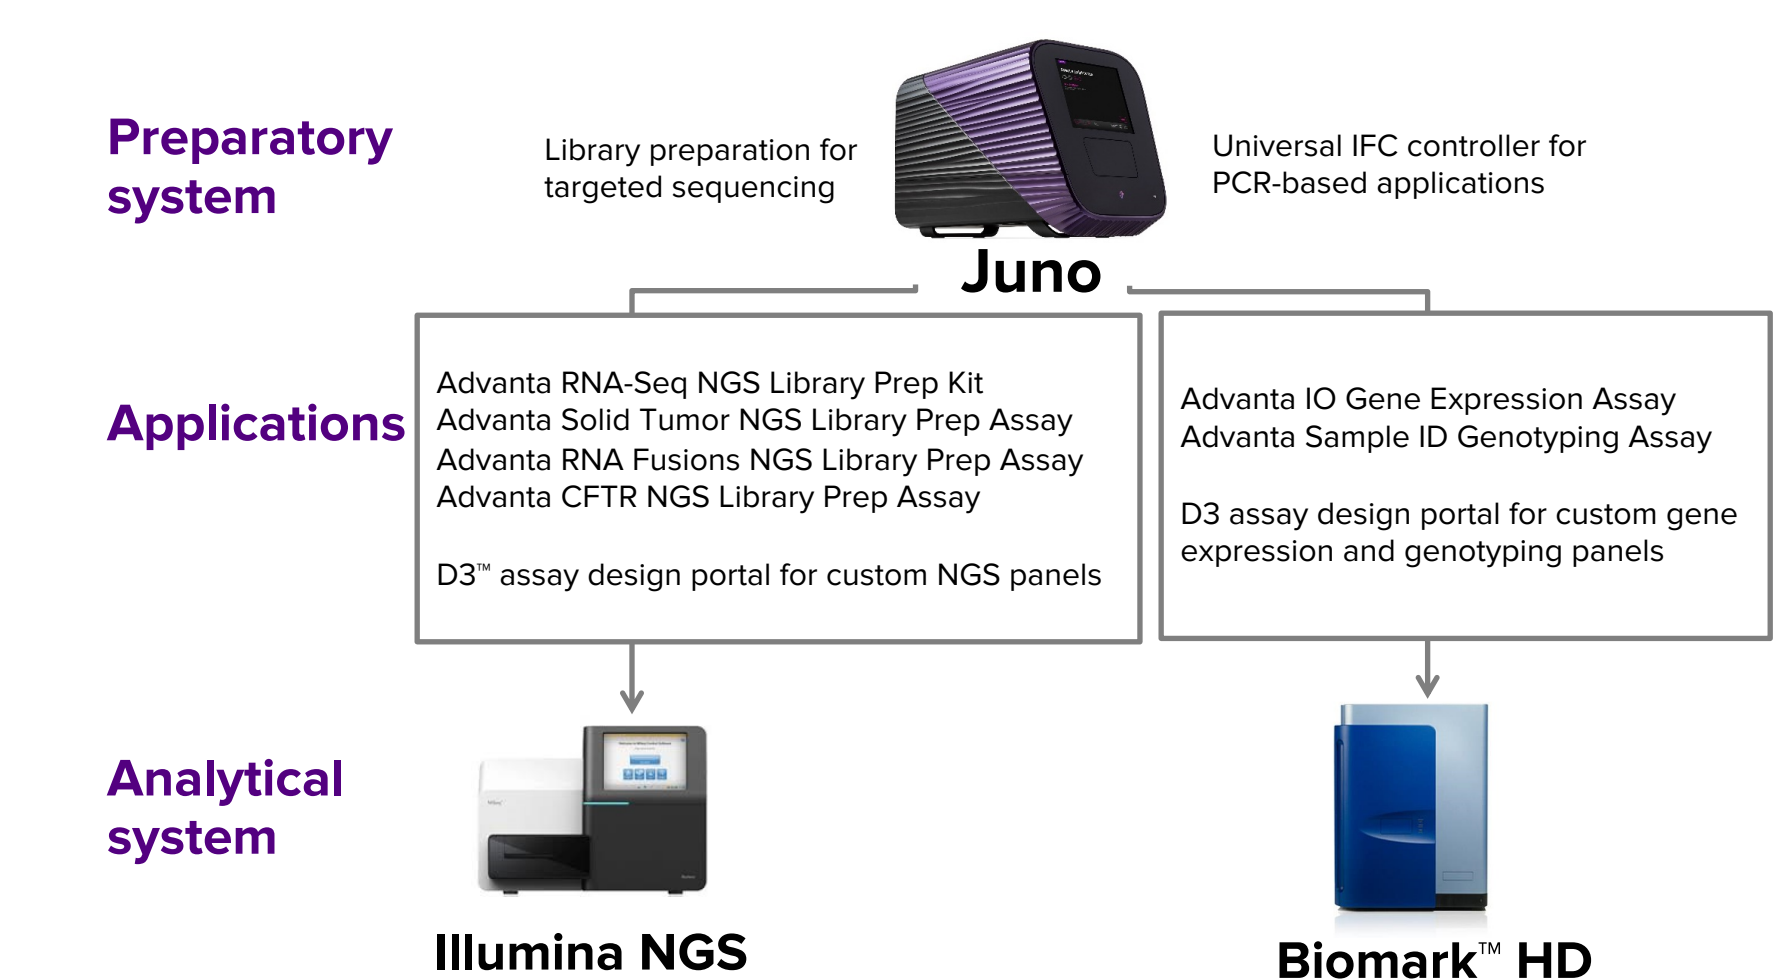 Preparatory
system
Library preparation for
targeted sequencing
Universal IFC controller for
PCR-based applications
Juno
Applications
Advanta RNA-Seq NGS Library Prep Kit
Advanta Solid Tumor NGS Library Prep Assay
Advanta RNA Fusions NGS Library Prep Assay
Advanta CFTR NGS Library Prep Assay
D3™ assay design portal for custom NGS panels
Advanta IO Gene Expression Assay
Advanta Sample ID Genotyping Assay
D3 assay design portal for custom gene
expression and genotyping panels
Analytical
system
Illumina NGS
Biomark™ HD